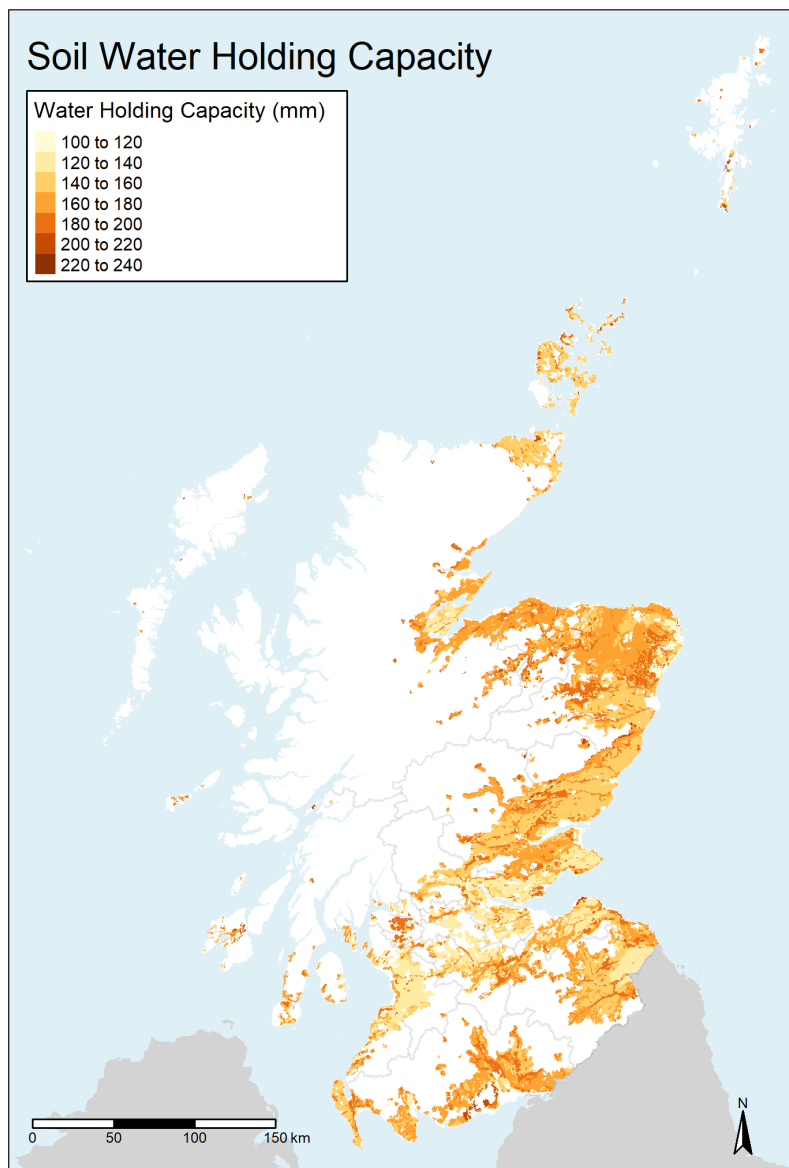 Soil Water Holding Capacity
Water Holding Capacity (mm)
100 to 120
120 to 140
140 to 160
160 to 180
180 to 200
200 to 220
220 to 240
N
0 50 100 150 km